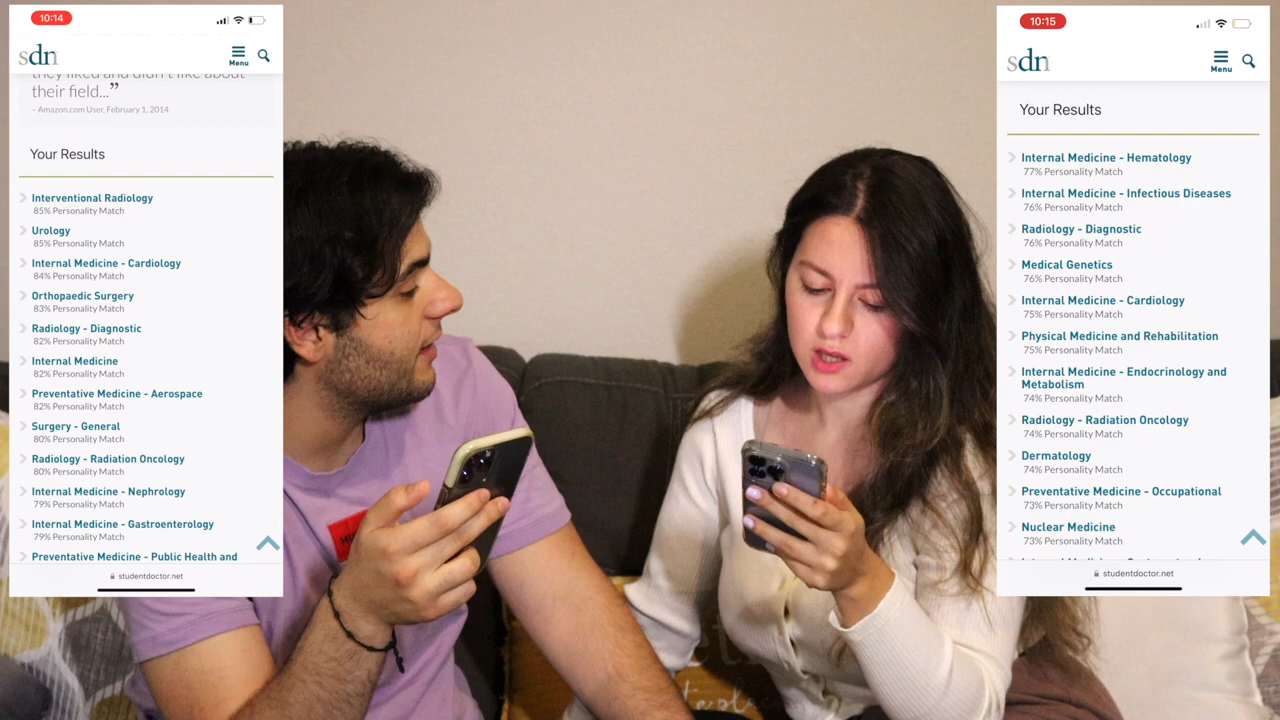 10:14
sdn
Menu
they liked and didn't like about
their field...”
– Amazon.com User, February 1, 2014
Your Results
Interventional Radiology
85% Personality Match
Urology
85% Personality Match
Internal Medicine - Cardiology
84% Personality Match
Orthopaedic Surgery
83% Personality Match
Radiology - Diagnostic
82% Personality Match
Internal Medicine
82% Personality Match
Preventative Medicine - Aerospace
82% Personality Match
Surgery - General
80% Personality Match
Radiology - Radiation Oncology
80% Personality Match
Internal Medicine - Nephrology
79% Personality Match
Internal Medicine - Gastroenterology
79% Personality Match
Preventative Medicine - Public Health and
studentdoctor.net
10:15
sdn
Menu
Your Results
Internal Medicine - Hematology
77% Personality Match
Internal Medicine - Infectious Diseases
76% Personality Match
Radiology - Diagnostic
76% Personality Match
Medical Genetics
76% Personality Match
Internal Medicine - Cardiology
75% Personality Match
Physical Medicine and Rehabilitation
75% Personality Match
Internal Medicine - Endocrinology and
Metabolism
74% Personality Match
Radiology - Radiation Oncology
74% Personality Match
Dermatology
74% Personality Match
Preventative Medicine - Occupational
73% Personality Match
Nuclear Medicine
73% Personality Match
studentdoctor.net